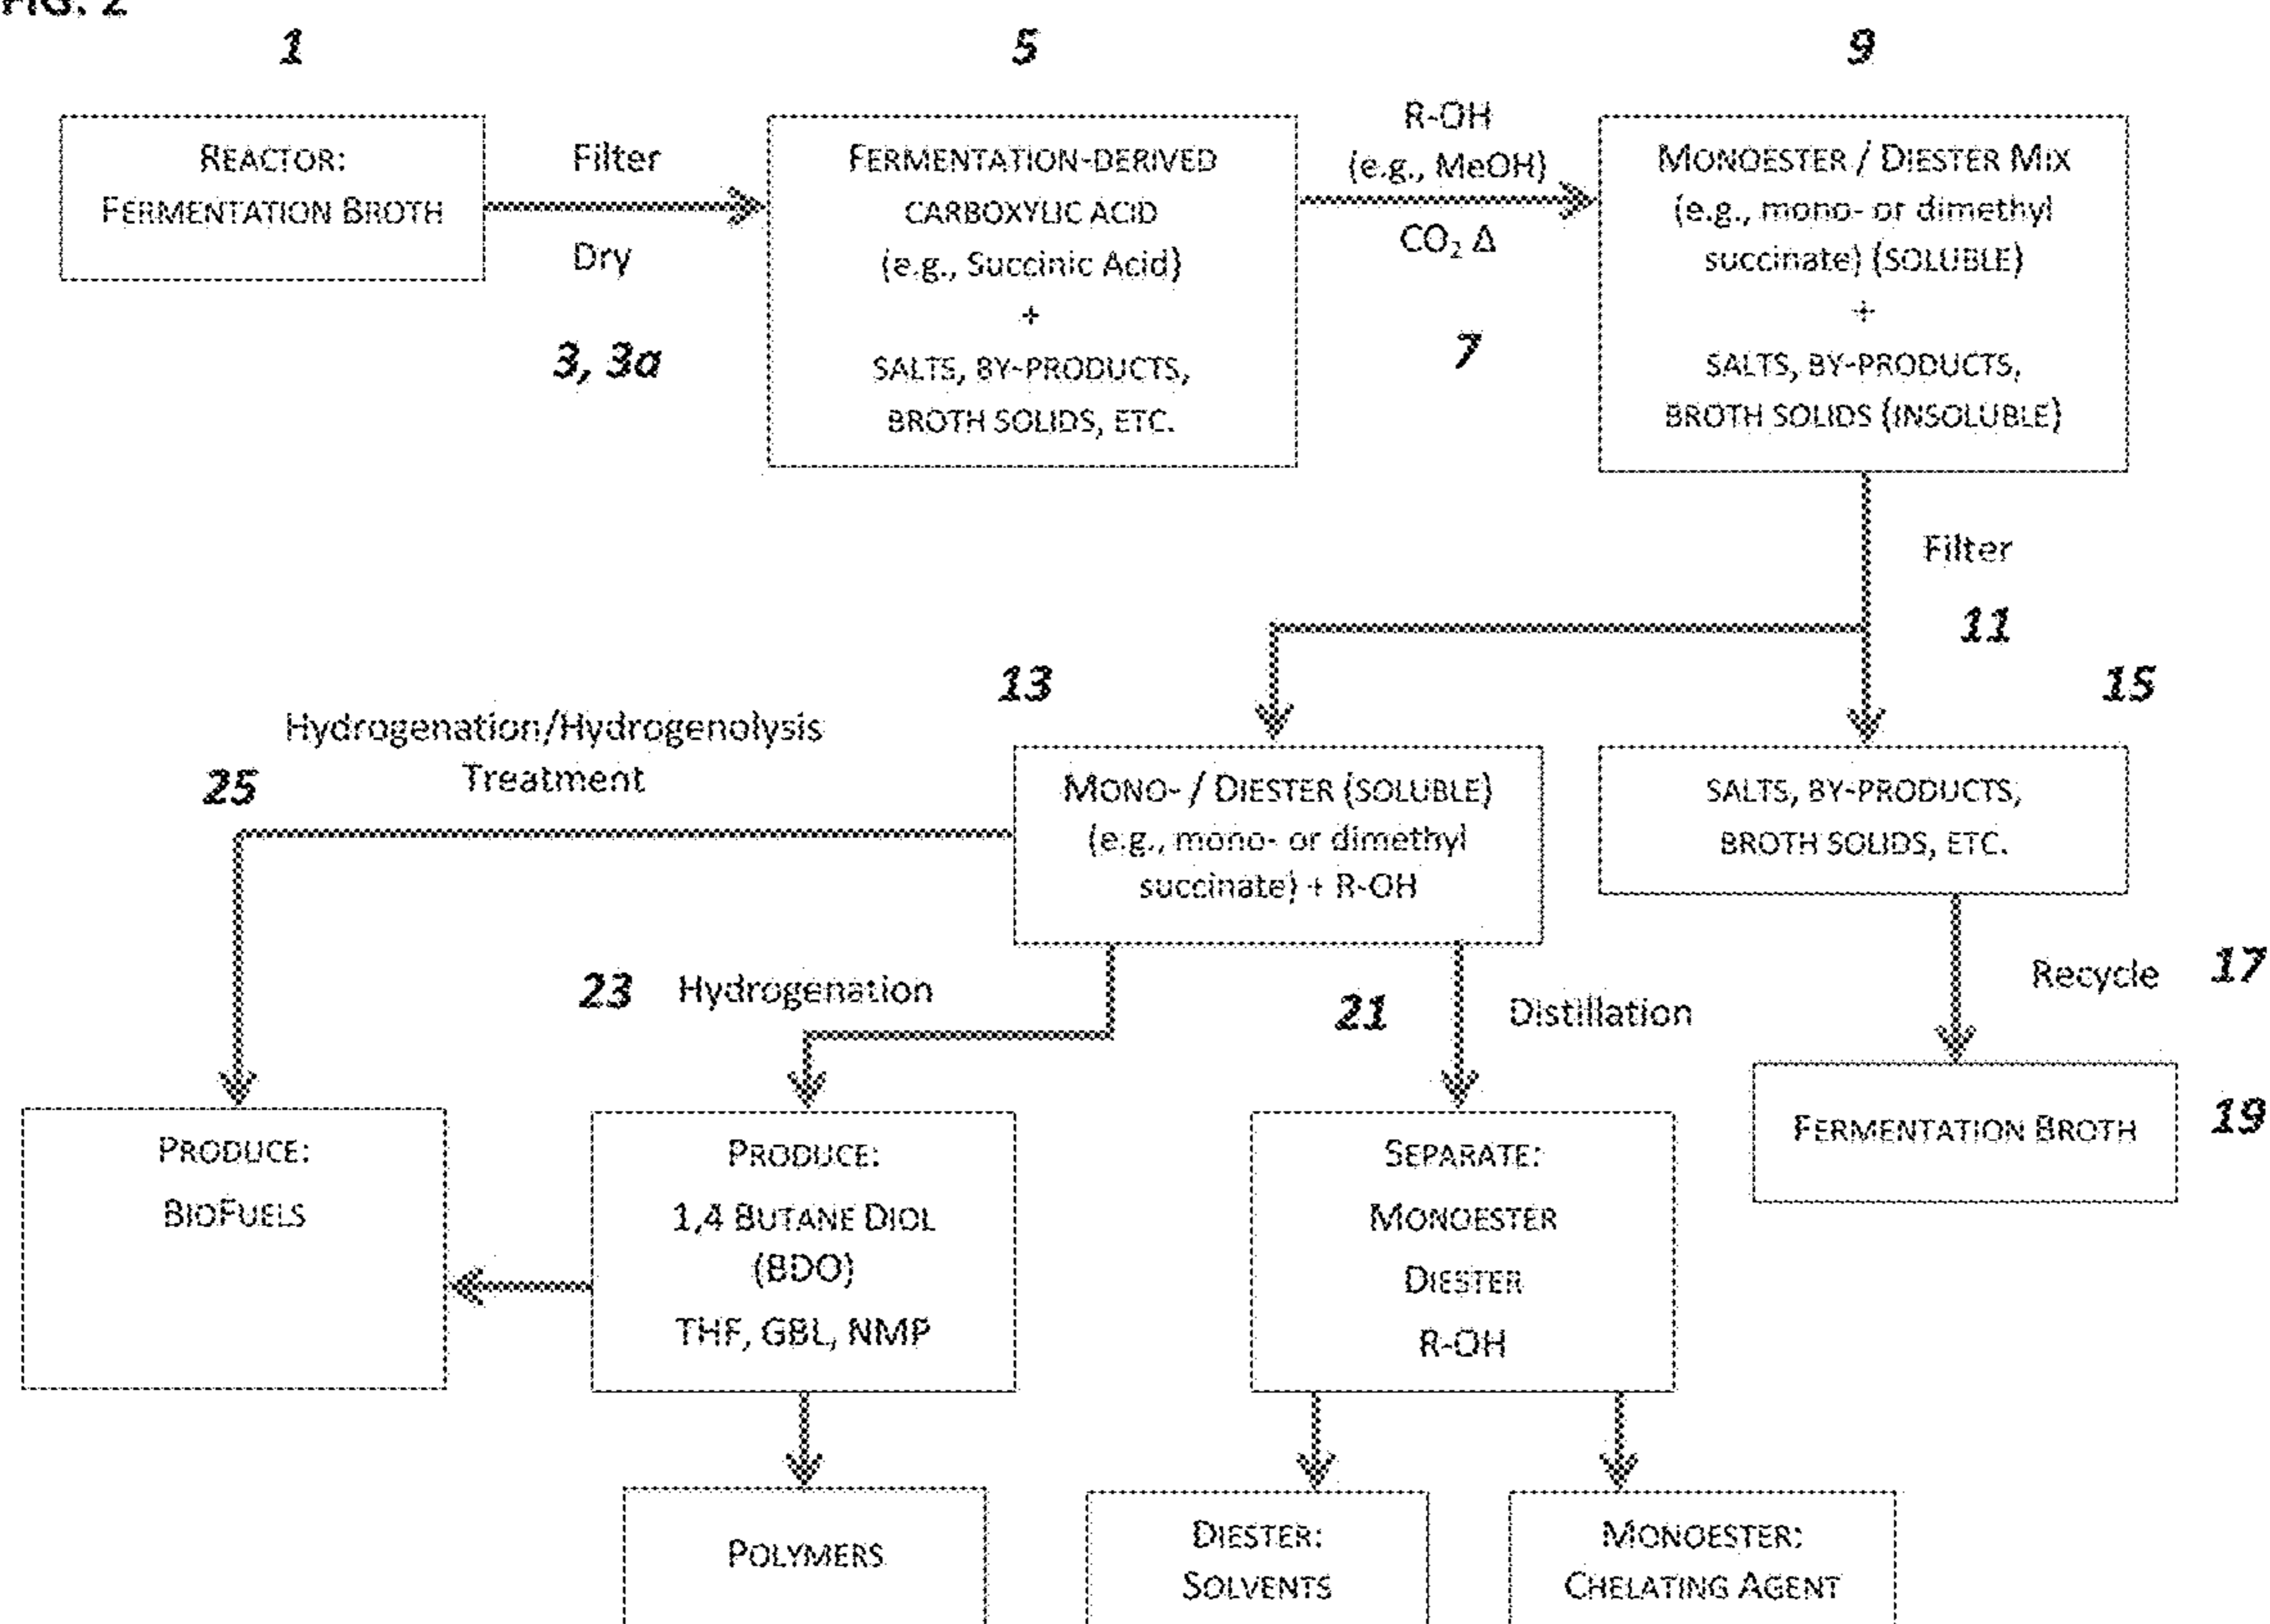 FIG. 2
1
5
9
REACTOR:
FERMENTATION BROTH
Filter
Dry
3, 3a
FERMENTATION-DERIVED
CARBOXYLIC ACID
(e.g., Succinic Acid)
+
SALTS, BY-PRODUCTS,
BROTH SOLIDS, ETC.
R-OH
(e.g., MeOH)
CO₂ Δ
7
MONOESTER / DIESTER MIX
(e.g., mono- or dimethyl
succinate) (SOLUBLE)
+
SALTS, BY-PRODUCTS,
BROTH SOLIDS (INSOLUBLE)
Filter
11
13
15
Hydrogenation/Hydrogenolysis
Treatment
25
MONO- / DIESTER (SOLUBLE)
(e.g., mono- or dimethyl
succinate) + R-OH
SALTS, BY-PRODUCTS,
BROTH SOLIDS, ETC.
23 Hydrogenation
21 Distillation
Recycle 17
PRODUCE:
BIOFUELS
PRODUCE:
1,4 BUTANE DIOL
(BDO)
THF, GBL, NMP
SEPARATE:
MONOESTER
DIESTER
R-OH
FERMENTATION BROTH
19
POLYMERS
DIESTER:
SOLVENTS
MONOESTER:
CHELATING AGENT